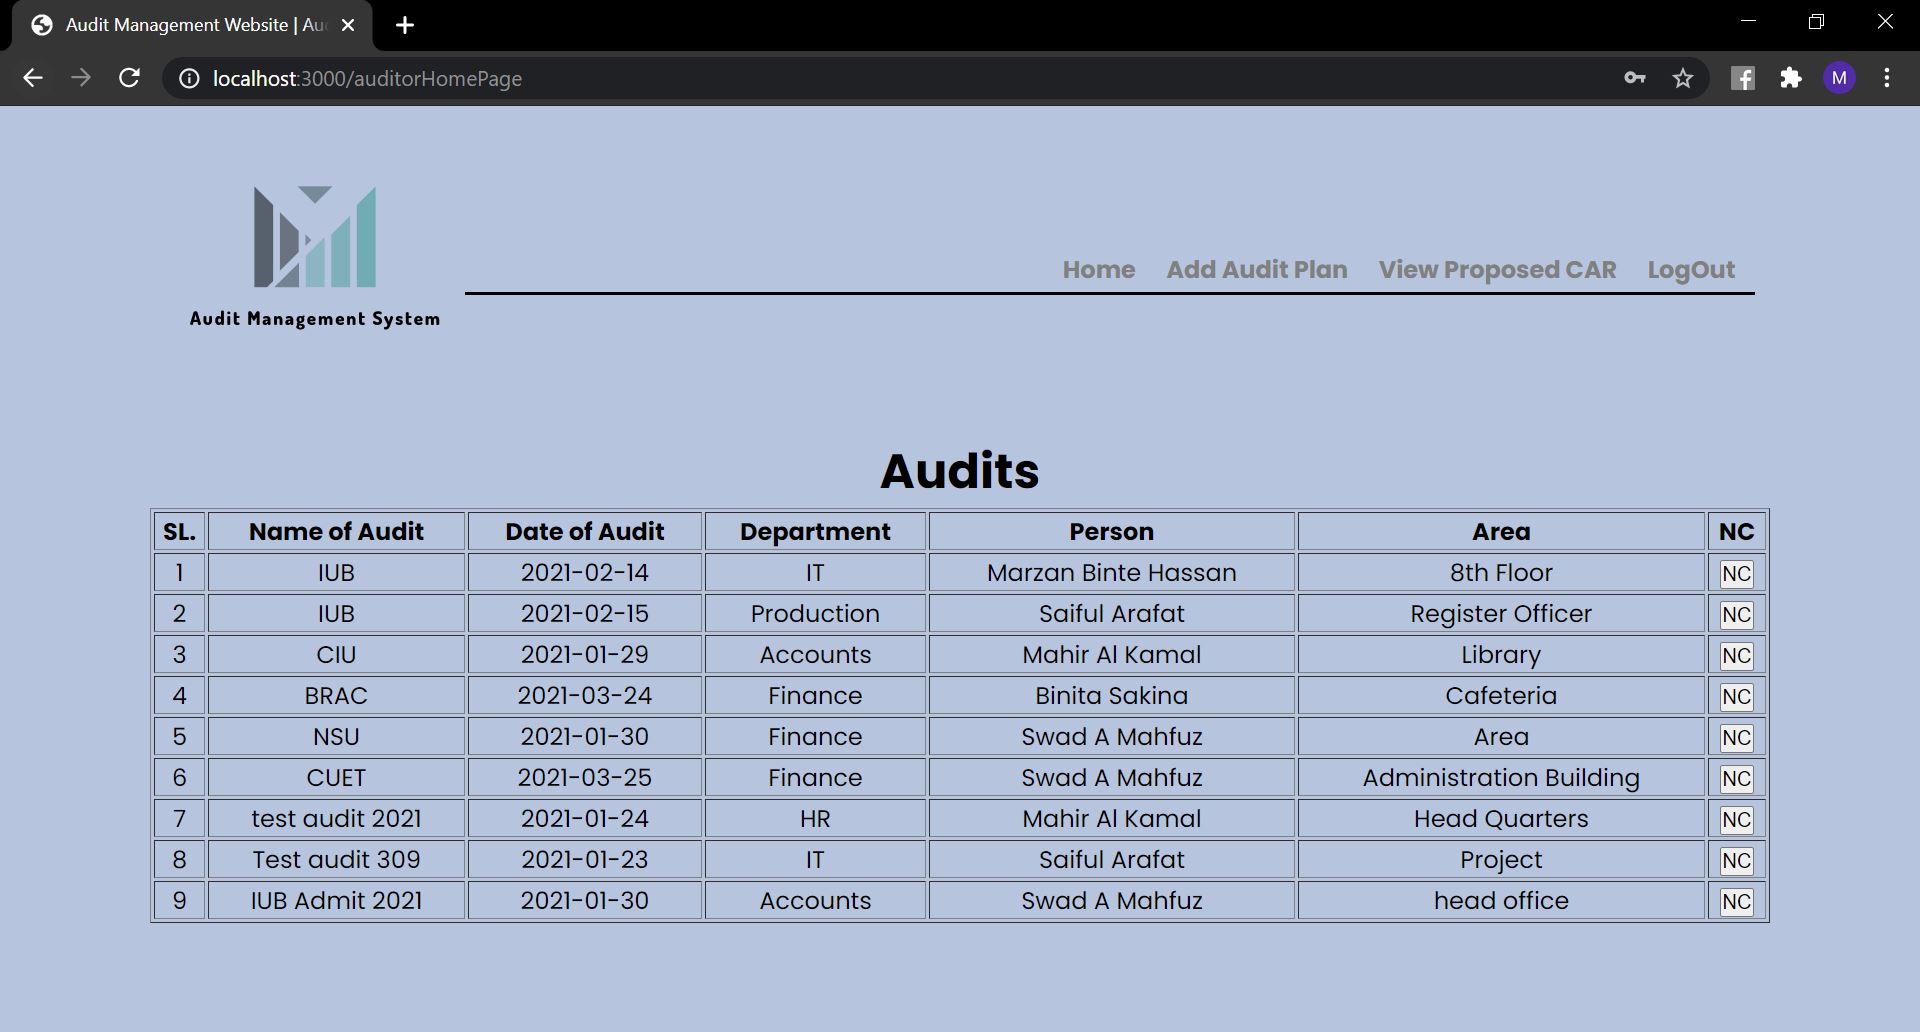 Audit Management Website | Au
localhost:3000/auditorHomePage
M
Audit Management System
Home Add Audit Plan View Proposed CAR LogOut
Audits
SL. Name of Audit Date of Audit Department Person Area NC
1 IUB 2021-02-14 IT Marzan Binte Hassan 8th Floor NC
2 IUB 2021-02-15 Production Saiful Arafat Register Officer NC
3 CIU 2021-01-29 Accounts Mahir Al Kamal Library NC
4 BRAC 2021-03-24 Finance Binita Sakina Cafeteria NC
5 NSU 2021-01-30 Finance Swad A Mahfuz Area NC
6 CUET 2021-03-25 Finance Swad A Mahfuz Administration Building NC
7 test audit 2021 2021-01-24 HR Mahir Al Kamal Head Quarters NC
8 Test audit 309 2021-01-23 IT Saiful Arafat Project NC
9 IUB Admit 2021 2021-01-30 Accounts Swad A Mahfuz head office NC